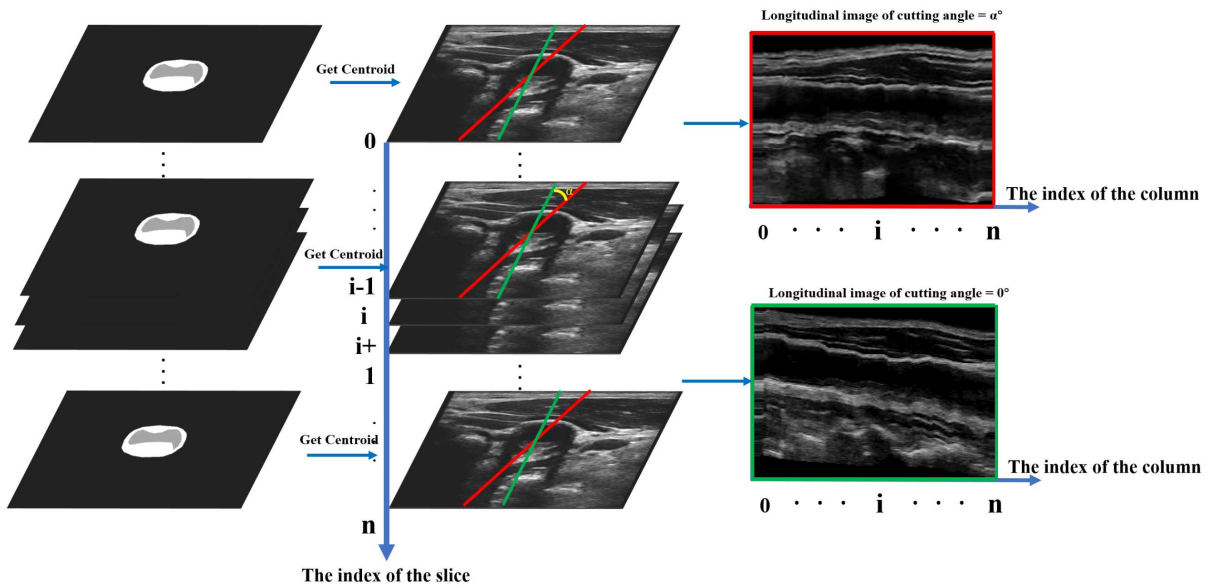 Longitudinal image of cutting angle = α°
Get Centroid
0
The index of the column
0 · · · i · · · n
α
Get Centroid
i-1
i
i+
1
Longitudinal image of cutting angle = 0°
Get Centroid
The index of the column
0 · · · i · · · n
n
The index of the slice